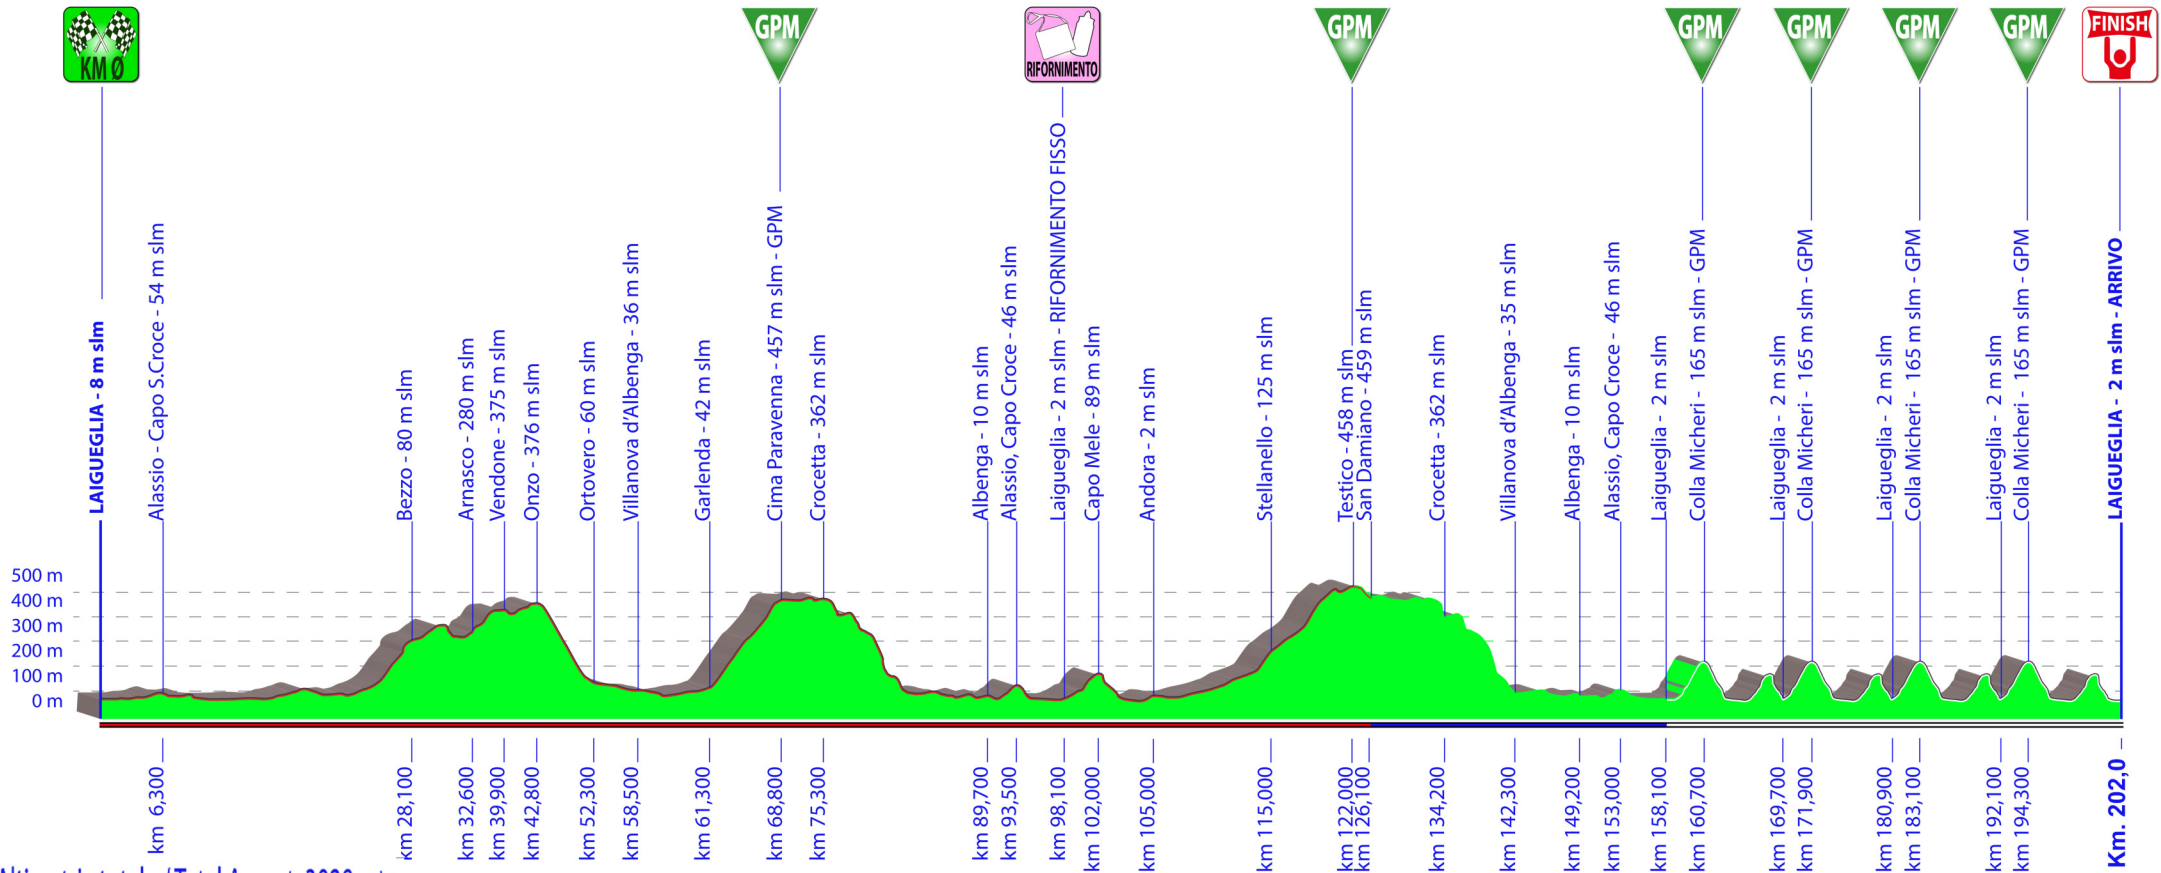 KM Ø
GPM
RIFORNIMENTO
GPM
GPM
GPM
GPM
GPM
FINISH
LAIGUEGLIA - 8 m slm
Alassio - Capo S.Croce - 54 m slm
Bezzo - 80 m slm
Arnasco - 280 m slm
Vendone - 375 m slm
Onzo - 376 m slm
Ortovero - 60 m slm
Villanova d'Albenga - 36 m slm
Garlenda - 42 m slm
Cima Paravenna - 457 m slm - GPM
Crocetta - 362 m slm
Albenga - 10 m slm
Alassio, Capo Croce - 46 m slm
Laigueglia - 2 m slm - RIFORNIMENTO FISSO
Capo Mele - 89 m slm
Andora - 2 m slm
Stellanello - 125 m slm
Testico - 458 m slm
San Damiano - 459 m slm
Crocetta - 362 m slm
Villanova d'Albenga - 35 m slm
Albenga - 10 m slm
Alassio, Capo Croce - 46 m slm
Laigueglia - 2 m slm
Colla Micheri - 165 m slm - GPM
Laigueglia - 2 m slm
Colla Micheri - 165 m slm - GPM
Laigueglia - 2 m slm
Colla Micheri - 165 m slm - GPM
Laigueglia - 2 m slm
Colla Micheri - 165 m slm - GPM
LAIGUEGLIA - 2 m slm - ARRIVO
500 m
400 m
300 m
200 m
100 m
0 m
km 6,300
km 28,100
km 32,600
km 39,900
km 42,800
km 52,300
km 58,500
km 61,300
km 68,800
km 75,300
km 89,700
km 93,500
km 98,100
km 102,000
km 105,000
km 115,000
km 122,000
km 126,100
km 134,200
km 142,300
km 149,200
km 153,000
km 158,100
km 160,700
km 169,700
km 171,900
km 180,900
km 183,100
km 192,100
km 194,300
Km. 202,0